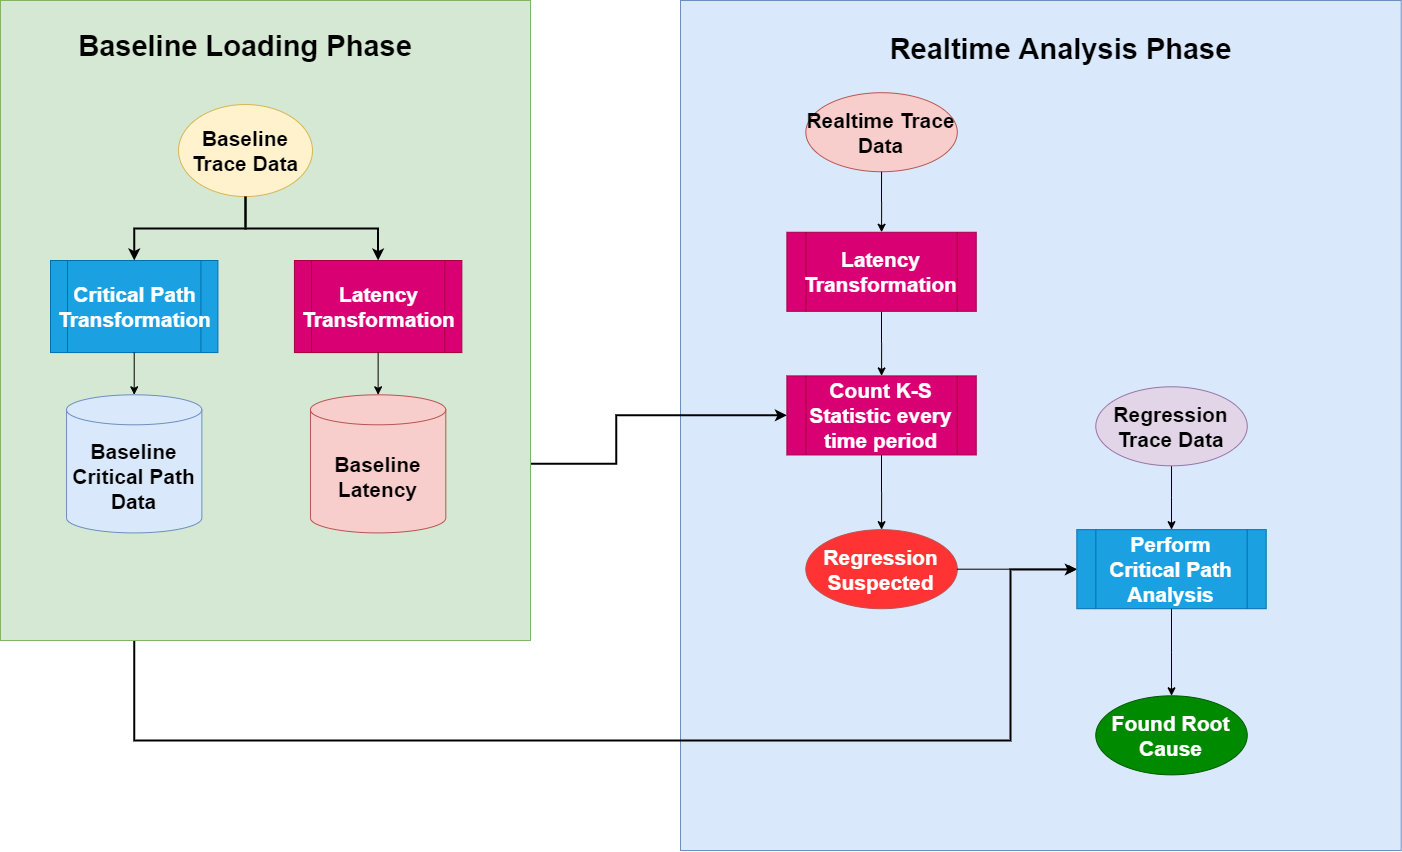 Baseline Loading Phase
Baseline
Trace Data
Critical Path
Transformation
Latency
Transformation
Baseline
Critical Path
Data
Baseline
Latency
Realtime Analysis Phase
Realtime Trace
Data
Latency
Transformation
Count K-S
Statistic every
time period
Regression
Trace Data
Regression
Suspected
Perform
Critical Path
Analysis
Found Root
Cause